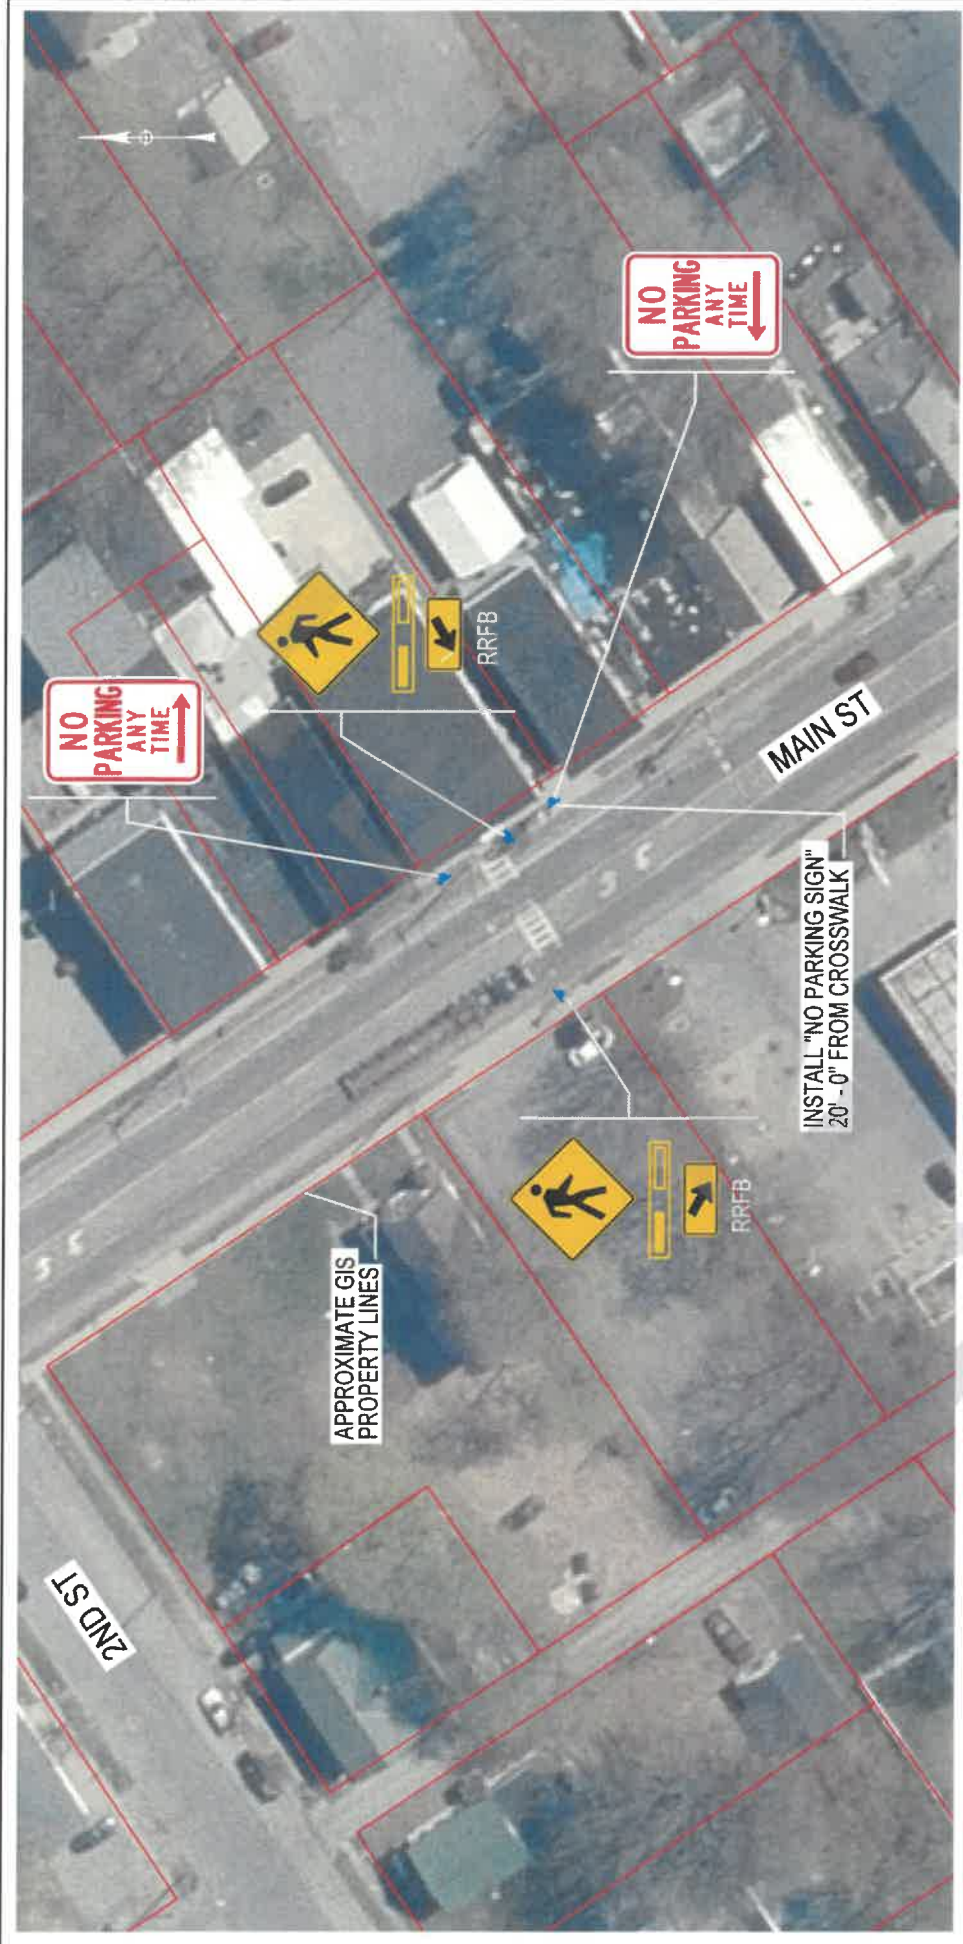 NO
PARKING
ANY
TIME
RRFB
NO
PARKING
ANY
TIME
MAIN ST
INSTALL "NO PARKING SIGN"
20' - 0" FROM CROSSWALK
RRFB
APPROXIMATE GIS
PROPERTY LINES
2ND ST